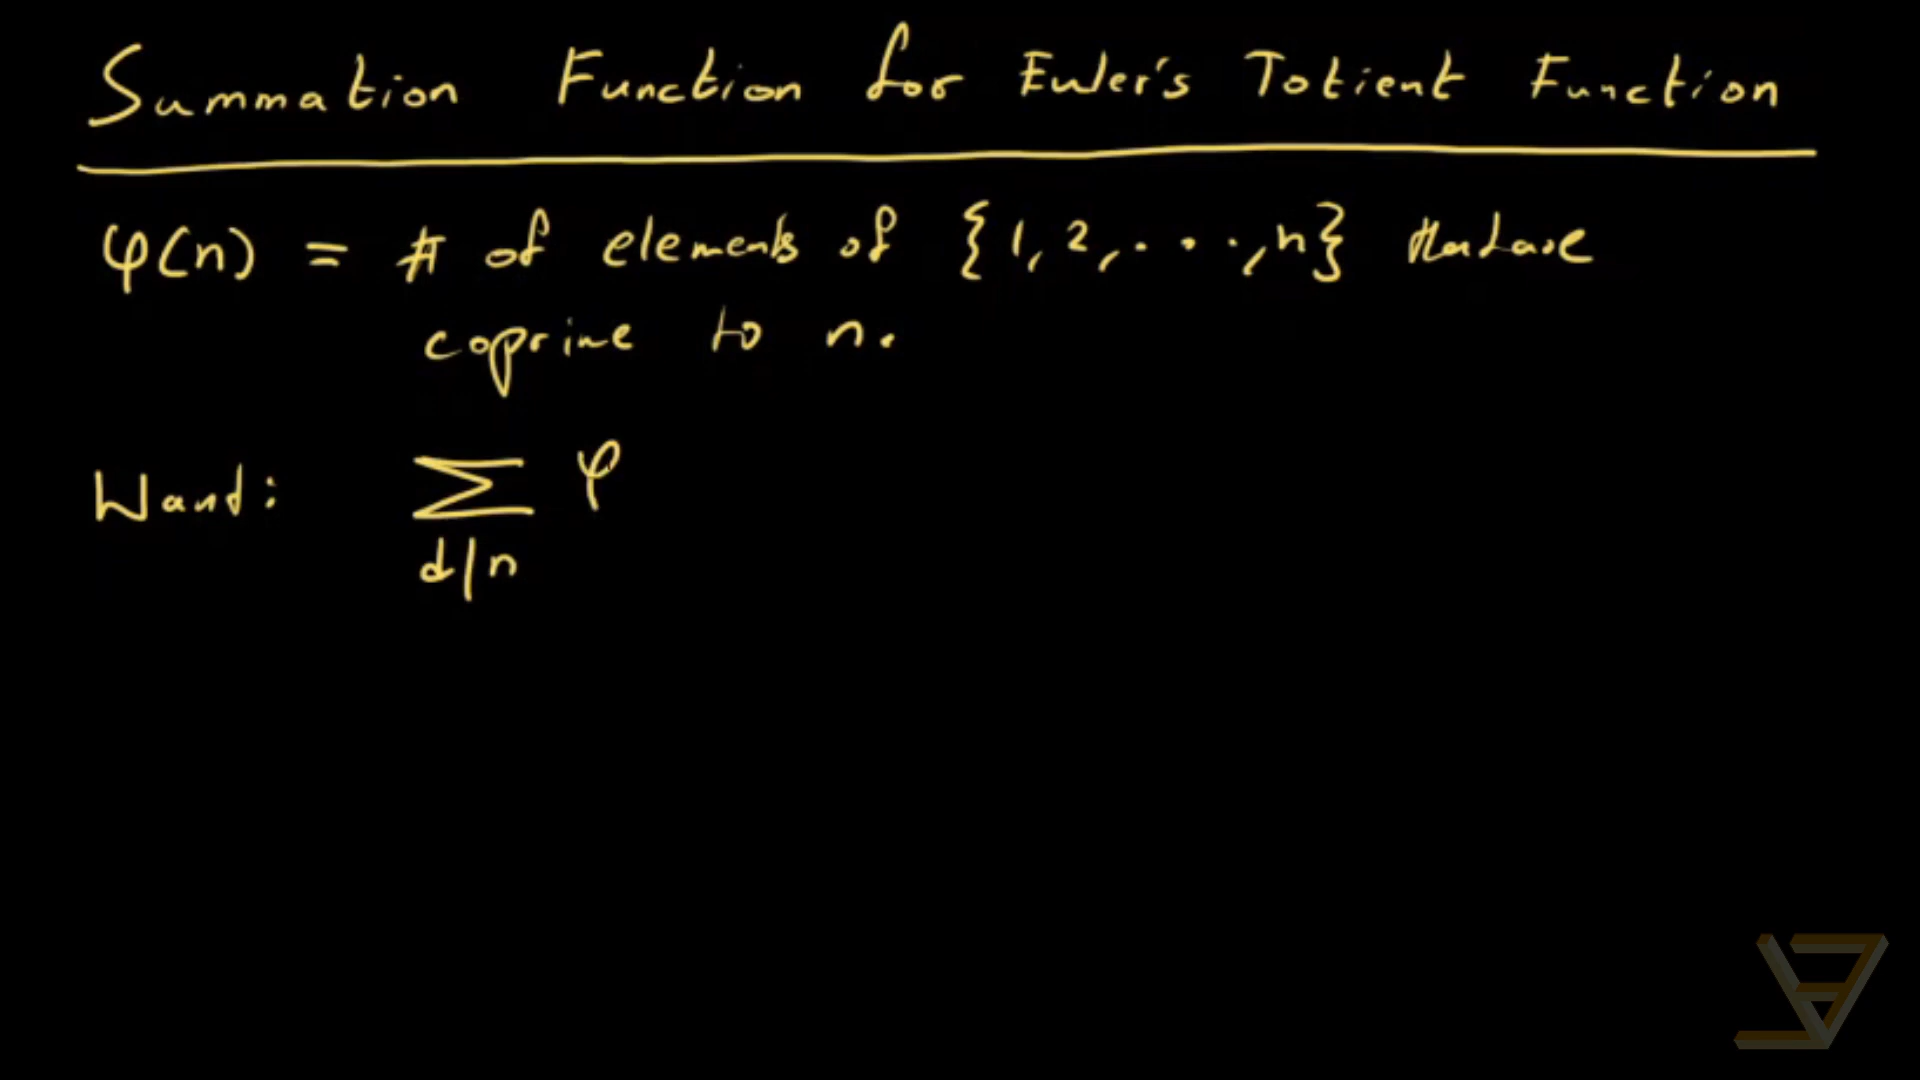 Summation Function for Euler's Totient Function
φ(n) = # of elements of {1, 2, . . . , n} that are
coprime to n.
Want: ∑ φ
d|n